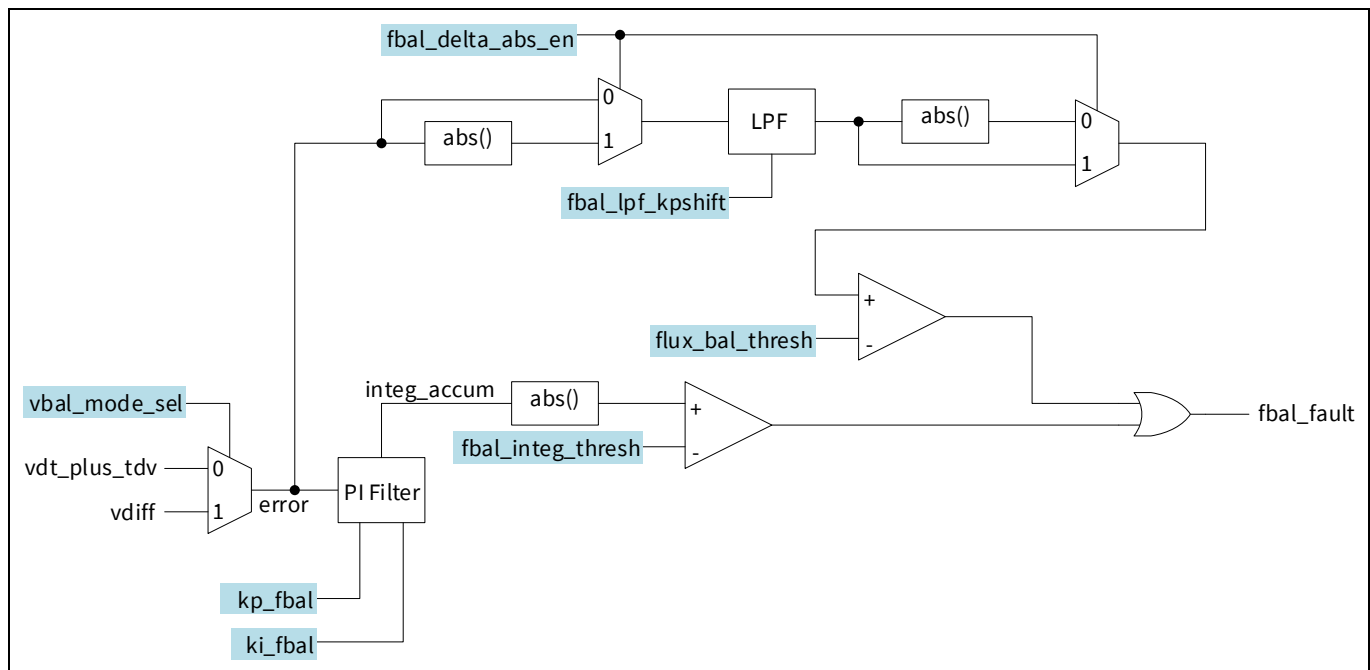 fbal_delta_abs_en
0
1
abs()
LPF
abs()
0
1
fbal_lpf_kpshift
+
-
flux_bal_thresh
vbal_mode_sel
integ_accum
abs()
+
-
fbal_integ_thresh
fbal_fault
vdt_plus_tdv
0
vdiff
1
error
PI Filter
kp_fbal
ki_fbal